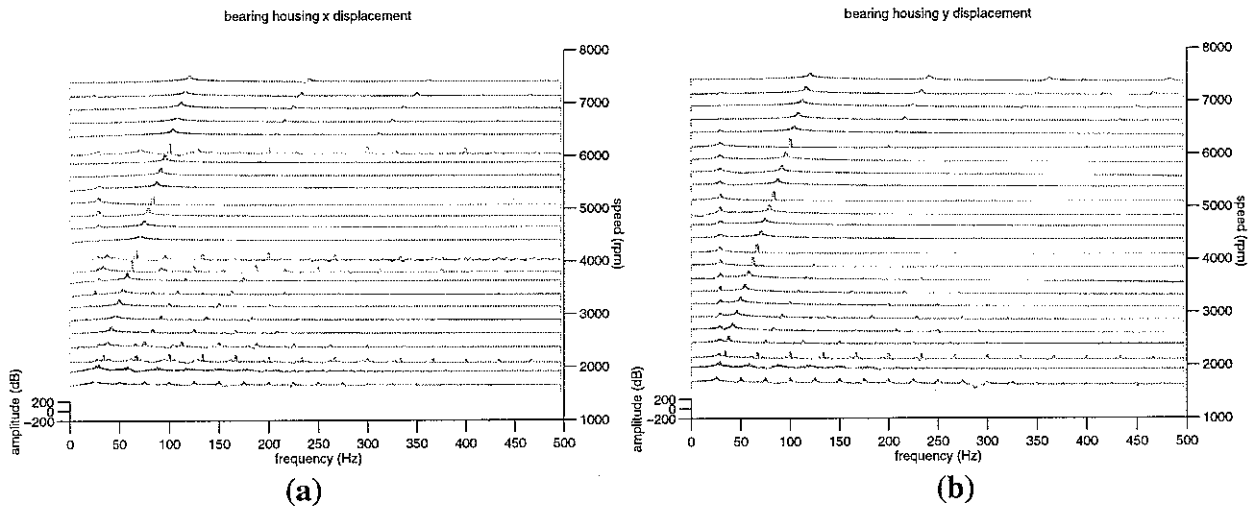 bearing housing x displacement
8000
7000
6000
5000
4000
3000
2000
1000
speed (rpm)
amplitude (dB)
200
0
−200
0 50 100 150 200 250 300 350 400 450 500
frequency (Hz)
(a)
bearing housing y displacement
8000
7000
6000
5000
4000
3000
2000
1000
speed (rpm)
amplitude (dB)
200
0
−200
0 50 100 150 200 250 300 350 400 450 500
frequency (Hz)
(b)